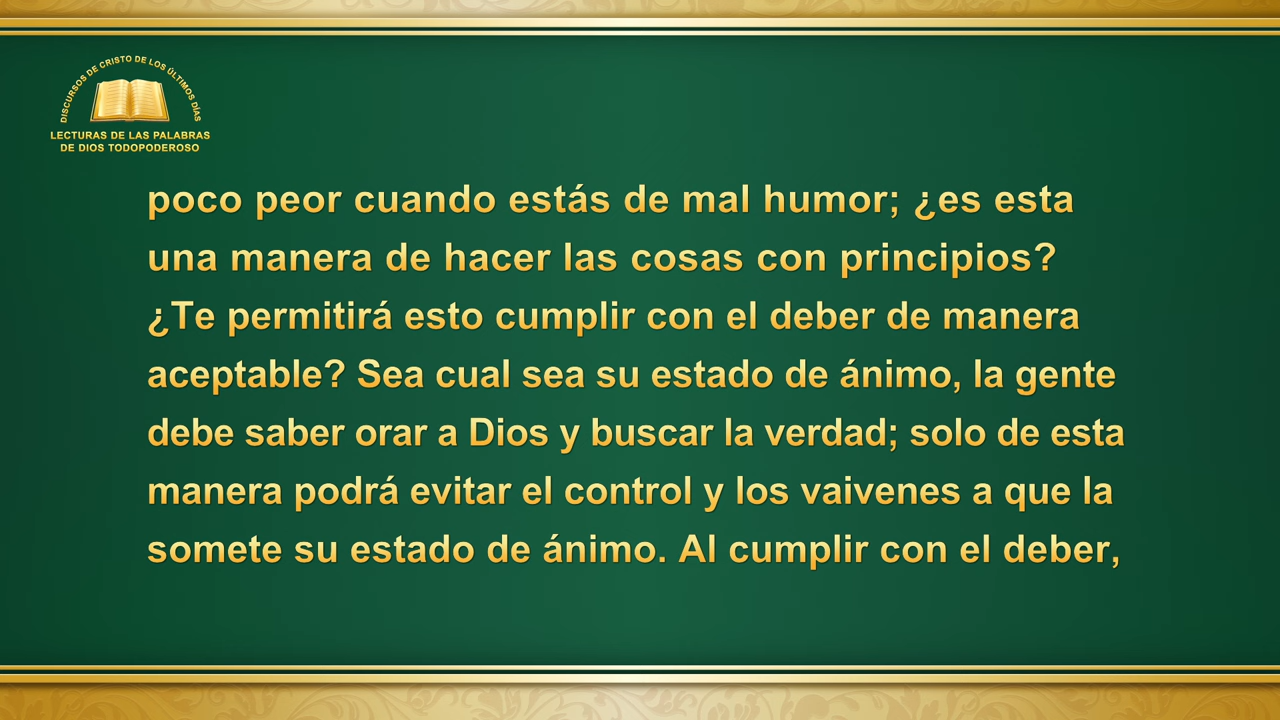 DISCURSOS DE CRISTO DE LOS ÚLTIMOS DÍAS
LECTURAS DE LAS PALABRAS
DE DIOS TODOPODEROSO
poco peor cuando estás de mal humor; ¿es esta
una manera de hacer las cosas con principios?
¿Te permitirá esto cumplir con el deber de manera
aceptable? Sea cual sea su estado de ánimo, la gente
debe saber orar a Dios y buscar la verdad; solo de esta
manera podrá evitar el control y los vaivenes a que la
somete su estado de ánimo. Al cumplir con el deber,